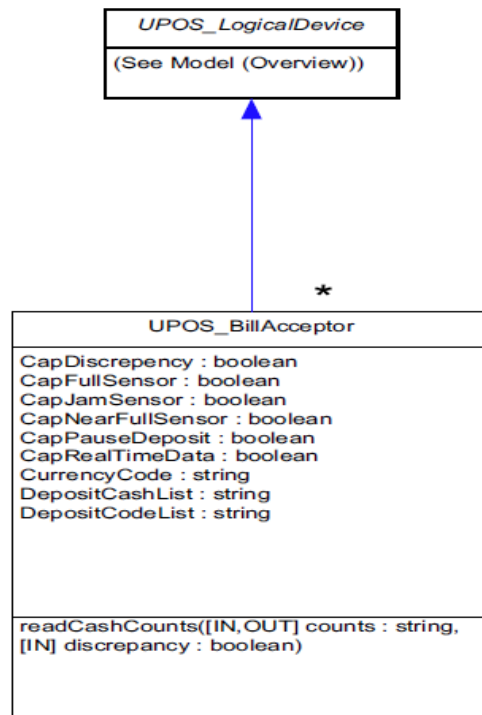 UPOS_LogicalDevice
(See Model (Overview))
*
UPOS_BillAcceptor
CapDiscrepency : boolean
CapFullSensor : boolean
CapJamSensor : boolean
CapNearFullSensor : boolean
CapPauseDeposit : boolean
CapRealTimeData : boolean
CurrencyCode : string
DepositCashList : string
DepositCodeList : string
readCashCounts([IN,OUT] counts : string,
[IN] discrepancy : boolean)